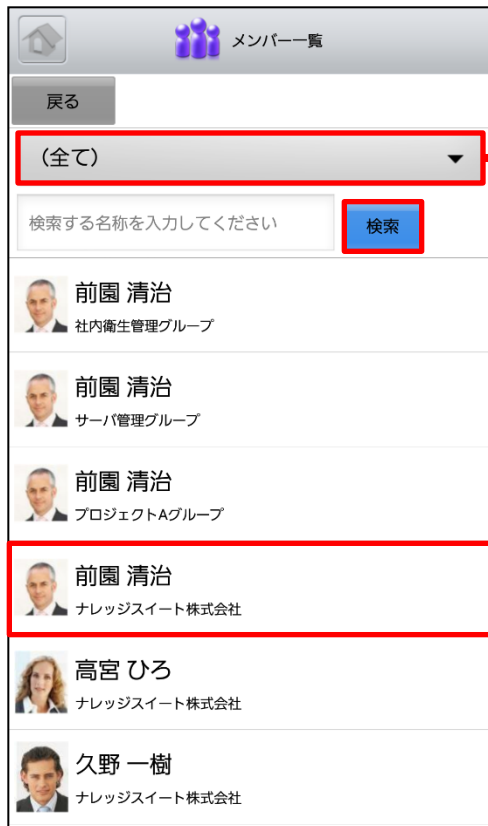 メンバー一覧
戻る
（全て）
検索する名称を入力してください
検索
前園 清治
社内衛生管理グループ
前園 清治
サーバ管理グループ
前園 清治
プロジェクトAグループ
前園 清治
ナレッジスイート株式会社
高宮 ひろ
ナレッジスイート株式会社
久野 一樹
ナレッジスイート株式会社